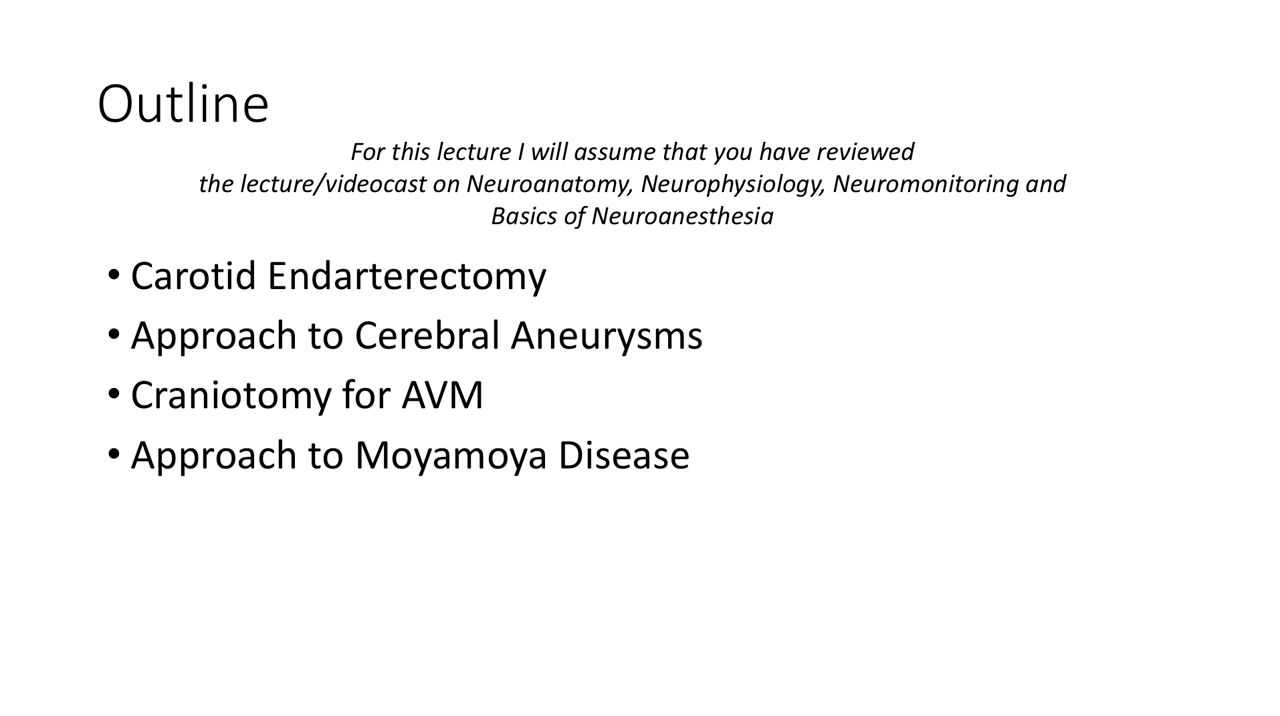 Outline
For this lecture I will assume that you have reviewed
the lecture/videocast on Neuroanatomy, Neurophysiology, Neuromonitoring and
Basics of Neuroanesthesia
• Carotid Endarterectomy
• Approach to Cerebral Aneurysms
• Craniotomy for AVM
• Approach to Moyamoya Disease